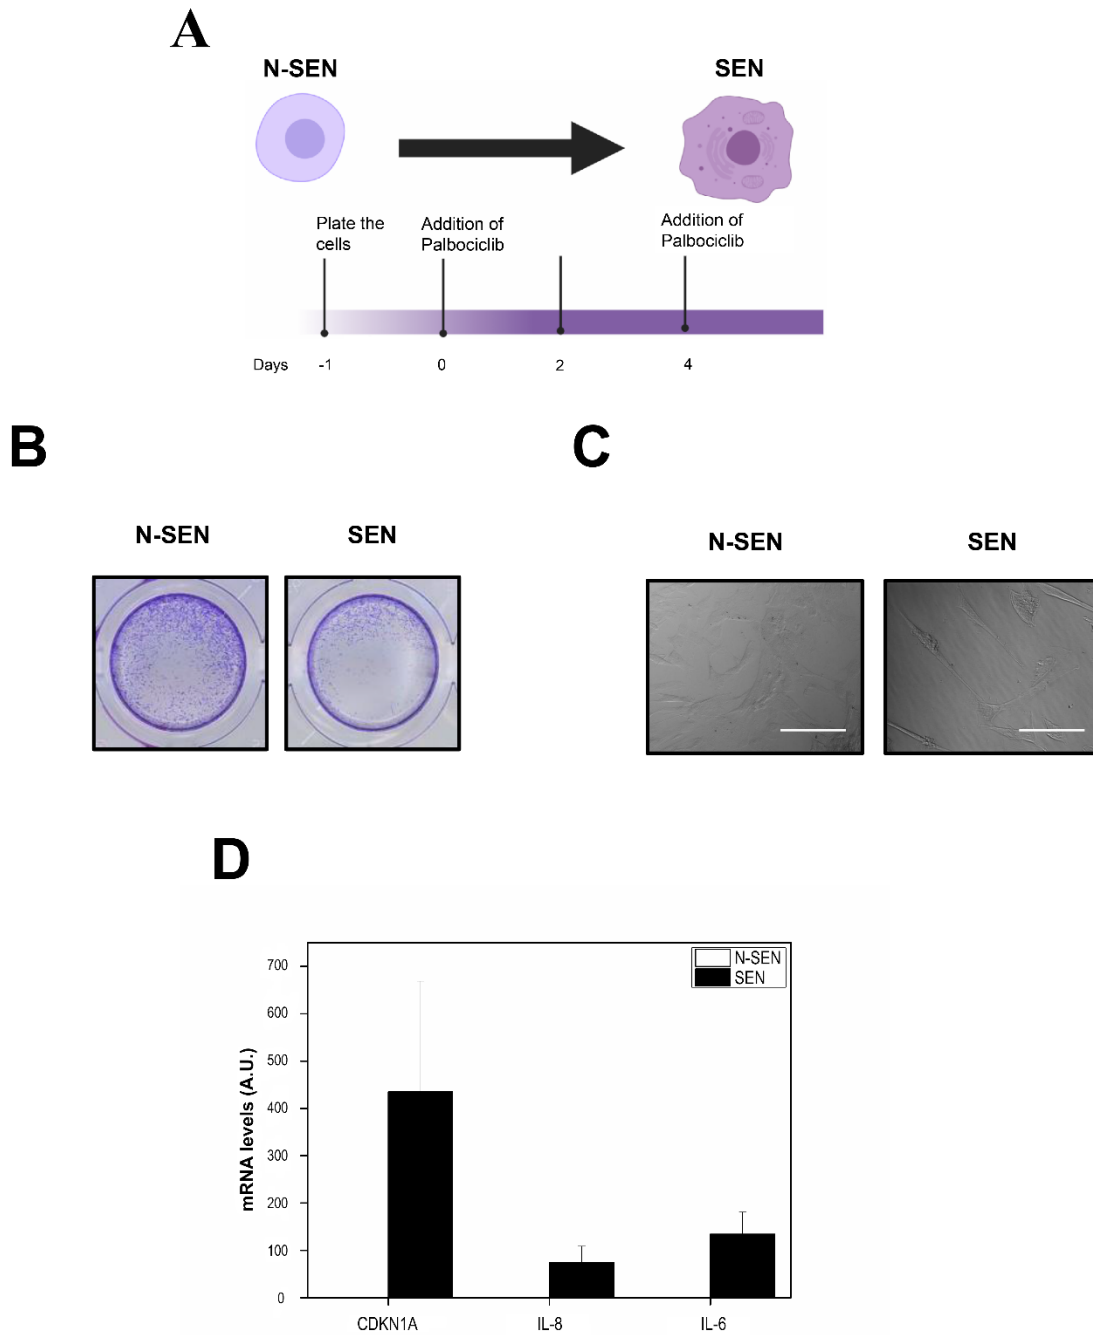 A
N-SEN
SEN
Plate the
cells
Addition of
Palbociclib
Addition of
Palbociclib
Days
-1
0
2
4
B
C
N-SEN
SEN
N-SEN
SEN
D
mRNA levels (A.U.)
700
600
500
400
300
200
100
0
N-SEN
SEN
CDKN1A
IL-8
IL-6